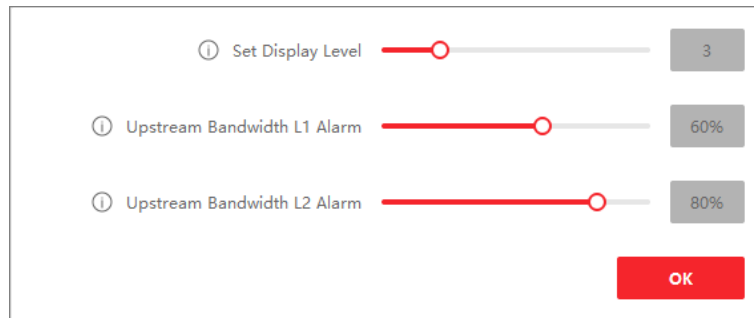 Set Display Level 3
Upstream Bandwidth L1 Alarm 60%
Upstream Bandwidth L2 Alarm 80%
OK